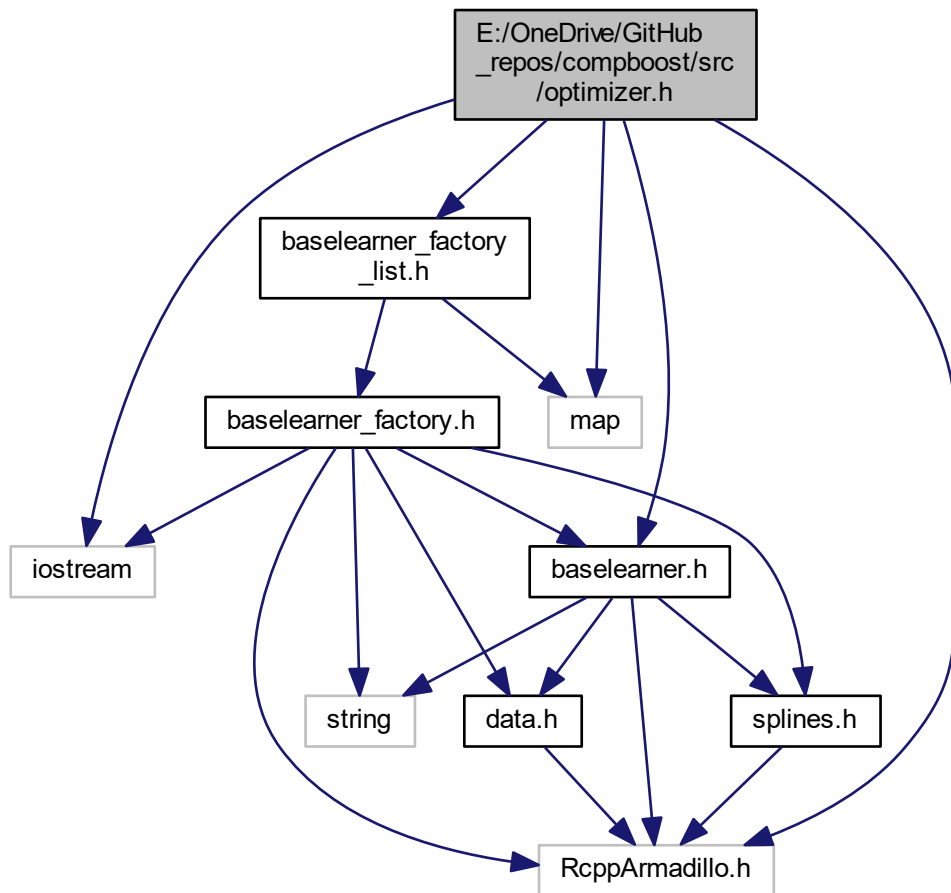 E:/OneDrive/GitHub
_repos/compboost/src
/optimizer.h
baselearner_factory
_list.h
baselearner_factory.h
map
iostream
baselearner.h
string
data.h
splines.h
RcppArmadillo.h